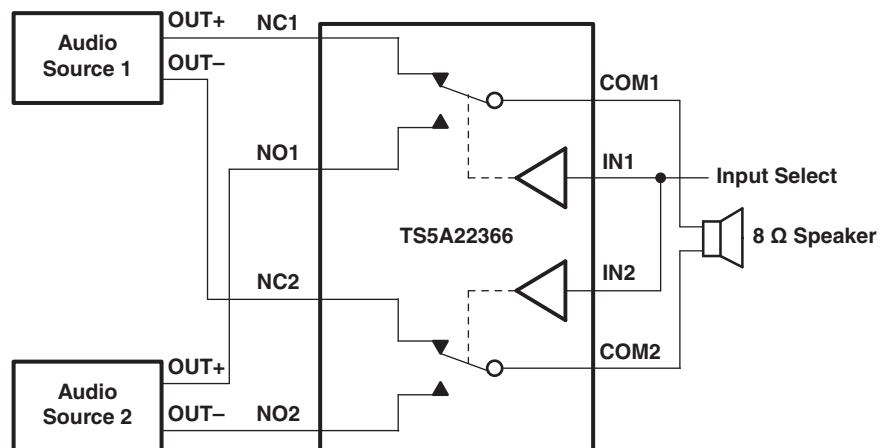 Audio
Source 1
OUT+
OUT–
NC1
NO1
NC2
NO2
Audio
Source 2
OUT+
OUT–
TS5A22366
COM1
IN1
Input Select
8 Ω Speaker
IN2
COM2